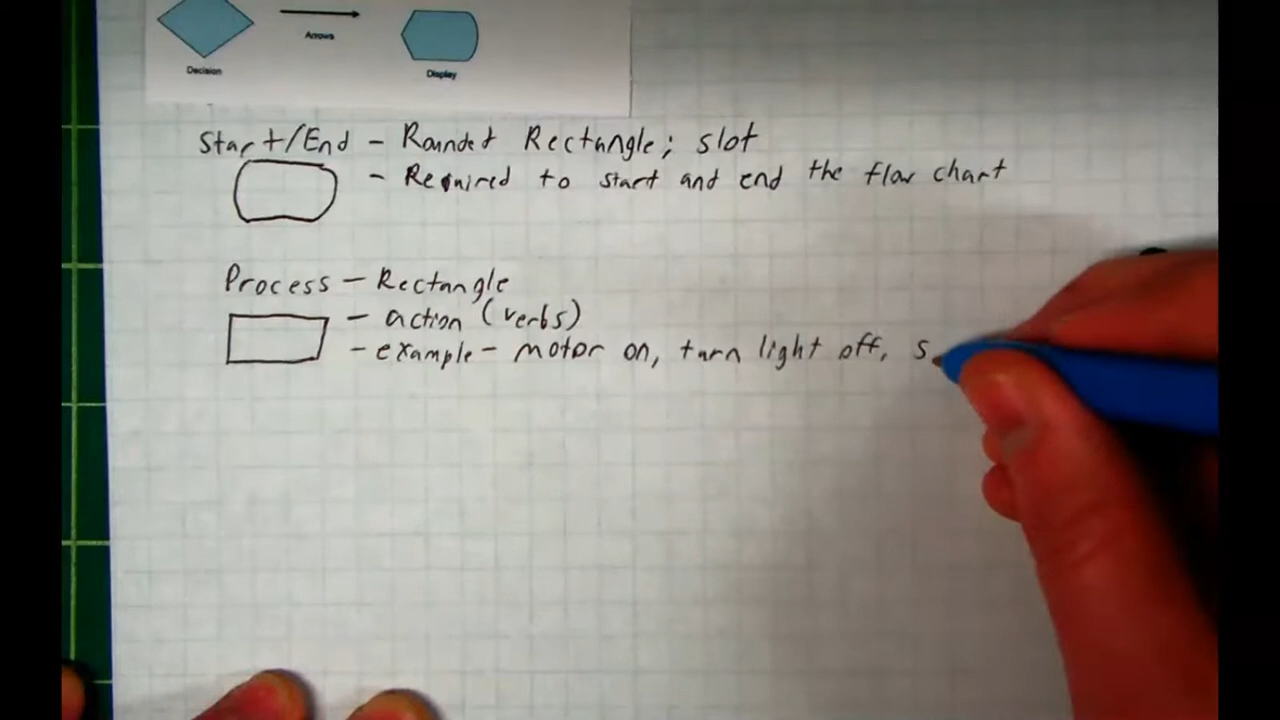 Arrows
Decision
Display
Start/End - Rounded Rectangle; slot
- Required to start and end the flow chart
Process - Rectangle
- action (verbs)
- example - motor on, turn light off, s